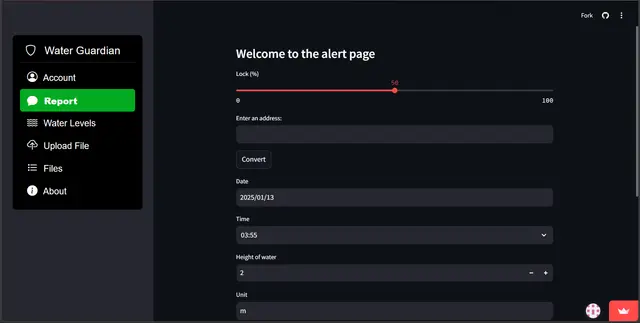 Fork
Water Guardian
Account
Report
Water Levels
Upload File
Files
About
Welcome to the alert page
Lock (%)
50
0 100
Enter an address:
Convert
Date
2025/01/13
Time
03:55
Height of water
2
Unit
m